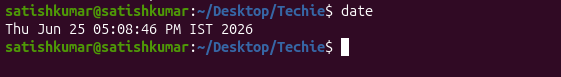 satishkumar@satishkumar:~/Desktop/Techie$ date
Thu Jun 25 05:08:46 PM IST 2026
satishkumar@satishkumar:~/Desktop/Techie$